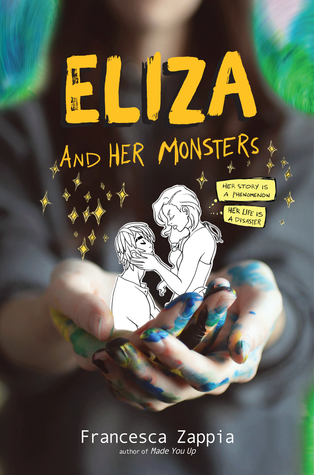 ELIZA
AND HER MONSTERS
HER STORY IS
A PHENOMENON
HER LIFE IS
A DISASTER
Francesca Zappia
author of Made You Up